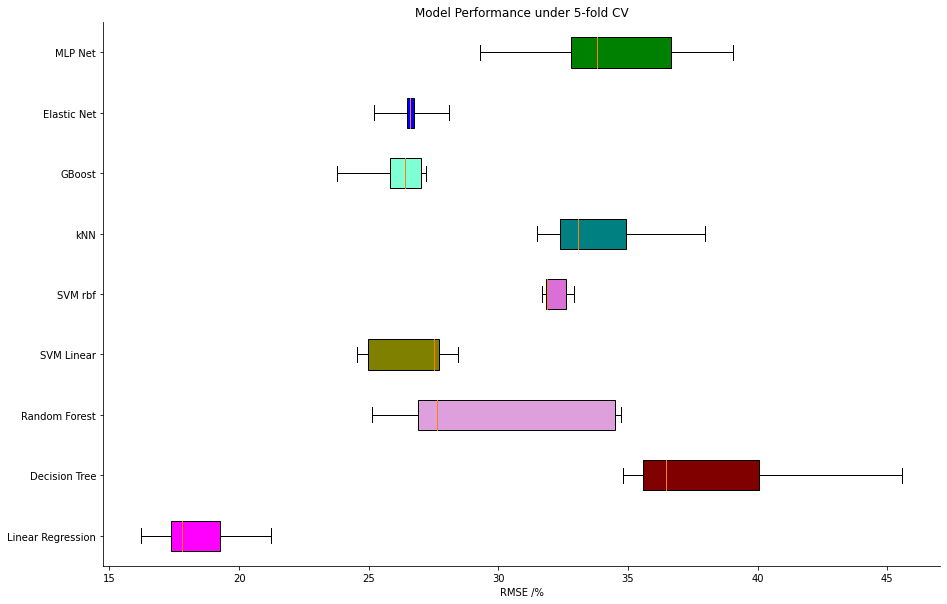 Model Performance under 5-fold CV
MLP Net
Elastic Net
GBoost
kNN
SVM rbf
SVM Linear
Random Forest
Decision Tree
Linear Regression
15 20 25 30 35 40 45
RMSE /%